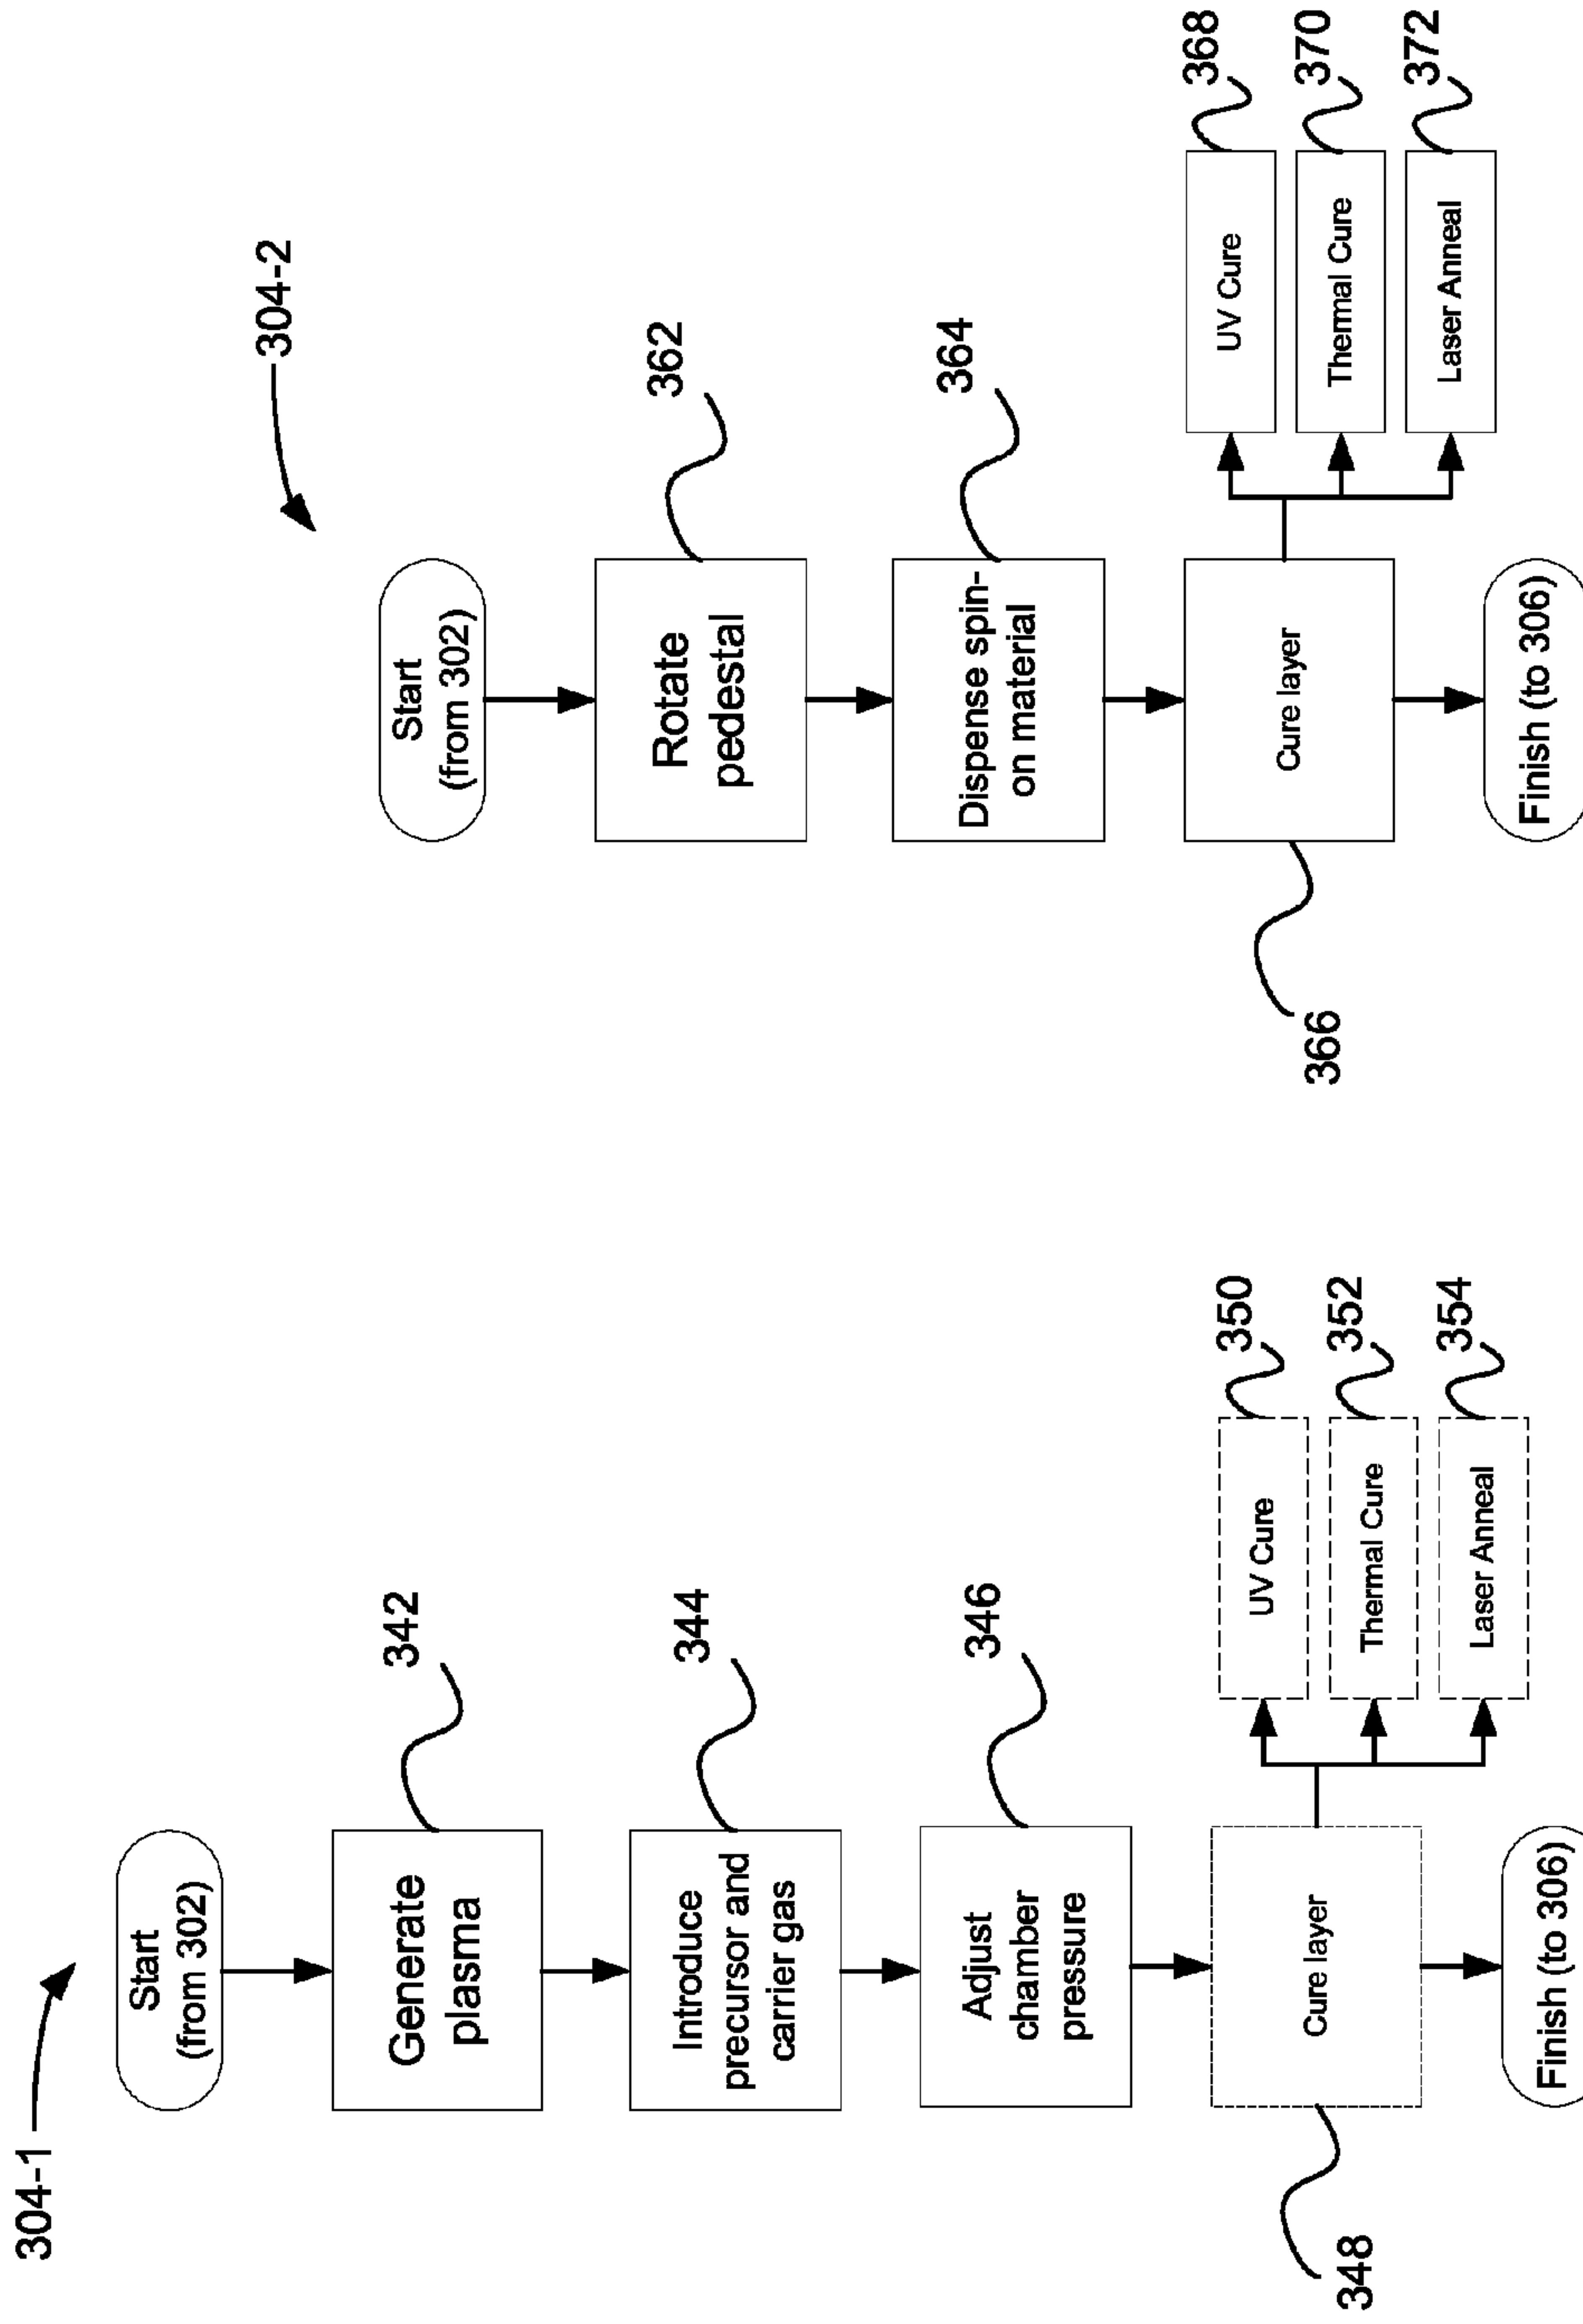 304-1
Start
(from 302)
342
Generate
plasma
344
Introduce
precursor and
carrier gas
346
Adjust
chamber
pressure
348
Cure layer
350
UV Cure
352
Thermal Cure
354
Laser Anneal
Finish (to 306)
304-2
Start
(from 302)
362
Rotate
pedestal
364
Dispense spin-
on material
366
Cure layer
368
UV Cure
370
Thermal Cure
372
Laser Anneal
Finish (to 306)